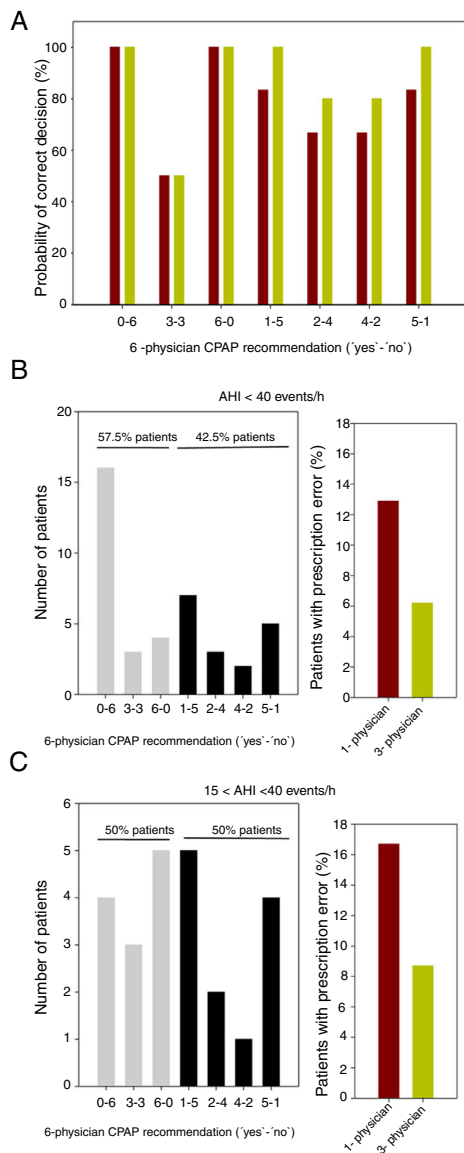 A
Probability of correct decision (%)
100
80
60
40
20
0
0-6 3-3 6-0 1-5 2-4 4-2 5-1
6 -physician CPAP recommendation (´yes`-´no`)
B
AHI < 40 events/h
57.5% patients 42.5% patients
Number of patients
20
15
10
5
0
0-6 3-3 6-0 1-5 2-4 4-2 5-1
6-physician CPAP recommendation (´yes`-´no`)
Patients with prescription error (%)
18
16
14
12
10
8
6
4
2
0
1- physician
3- physician
C
15 < AHI <40 events/h
50% patients 50% patients
Number of patients
6
5
4
3
2
1
0
0-6 3-3 6-0 1-5 2-4 4-2 5-1
6-physician CPAP recommendation (´yes`-´no`)
Patients with prescription error (%)
18
16
14
12
10
8
6
4
2
0
1- physician
3- physician